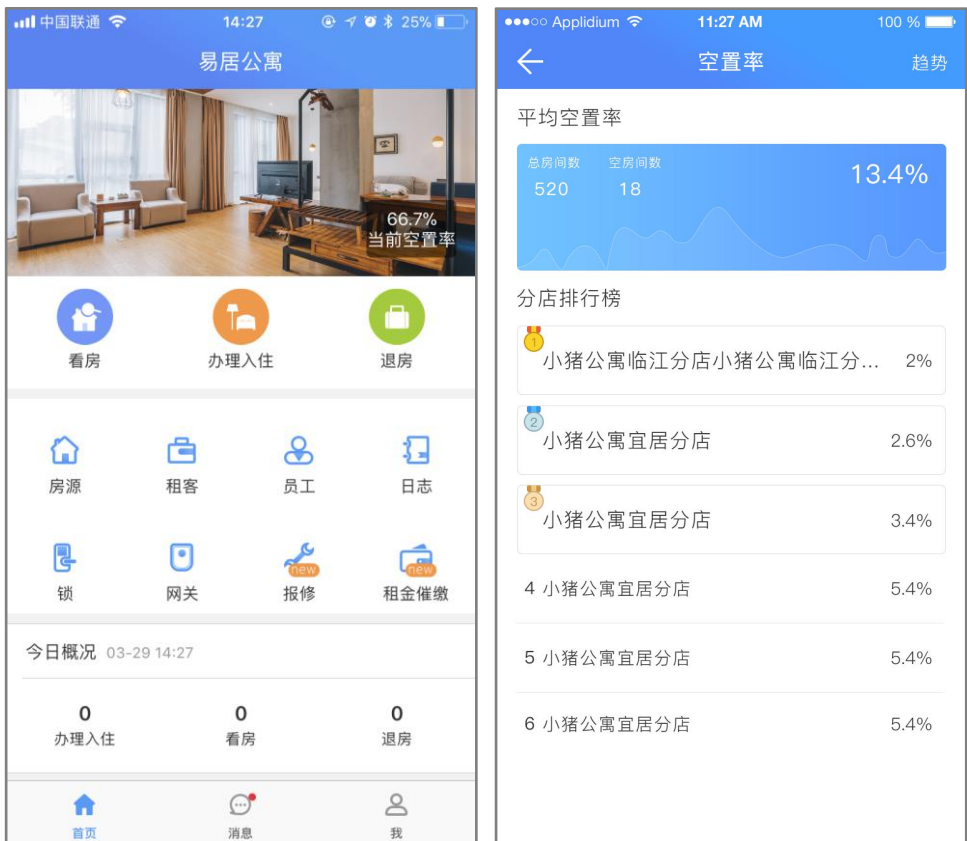 中国联通 14:27 25%
易居公寓
66.7%
当前空置率
看房 办理入住 退房
房源 租客 员工 日志
new new
锁 网关 报修 租金催缴
今日概况 03-29 14:27
0 0 0
办理入住 看房 退房
首页 消息 我
Applidium 11:27 AM 100 %
空置率 趋势
平均空置率
总房间数 空房间数
520 18 13.4%
分店排行榜
1
小猪公寓临江分店小猪公寓临江分... 2%
2
小猪公寓宜居分店 2.6%
3
小猪公寓宜居分店 3.4%
4 小猪公寓宜居分店 5.4%
5 小猪公寓宜居分店 5.4%
6 小猪公寓宜居分店 5.4%